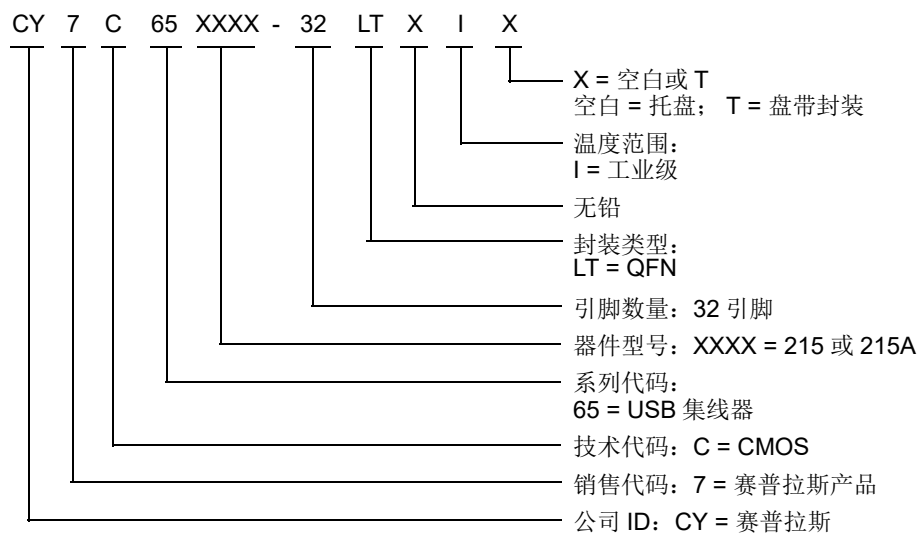 CY 7 C 65 XXXX - 32 LT X I X
X = 空白或 T
空白 = 托盘； T = 盘带封装
温度范围：
I = 工业级
无铅
封装类型：
LT = QFN
引脚数量：32 引脚
器件型号：XXXX = 215 或 215A
系列代码：
65 = USB 集线器
技术代码：C = CMOS
销售代码：7 = 赛普拉斯产品
公司 ID：CY = 赛普拉斯